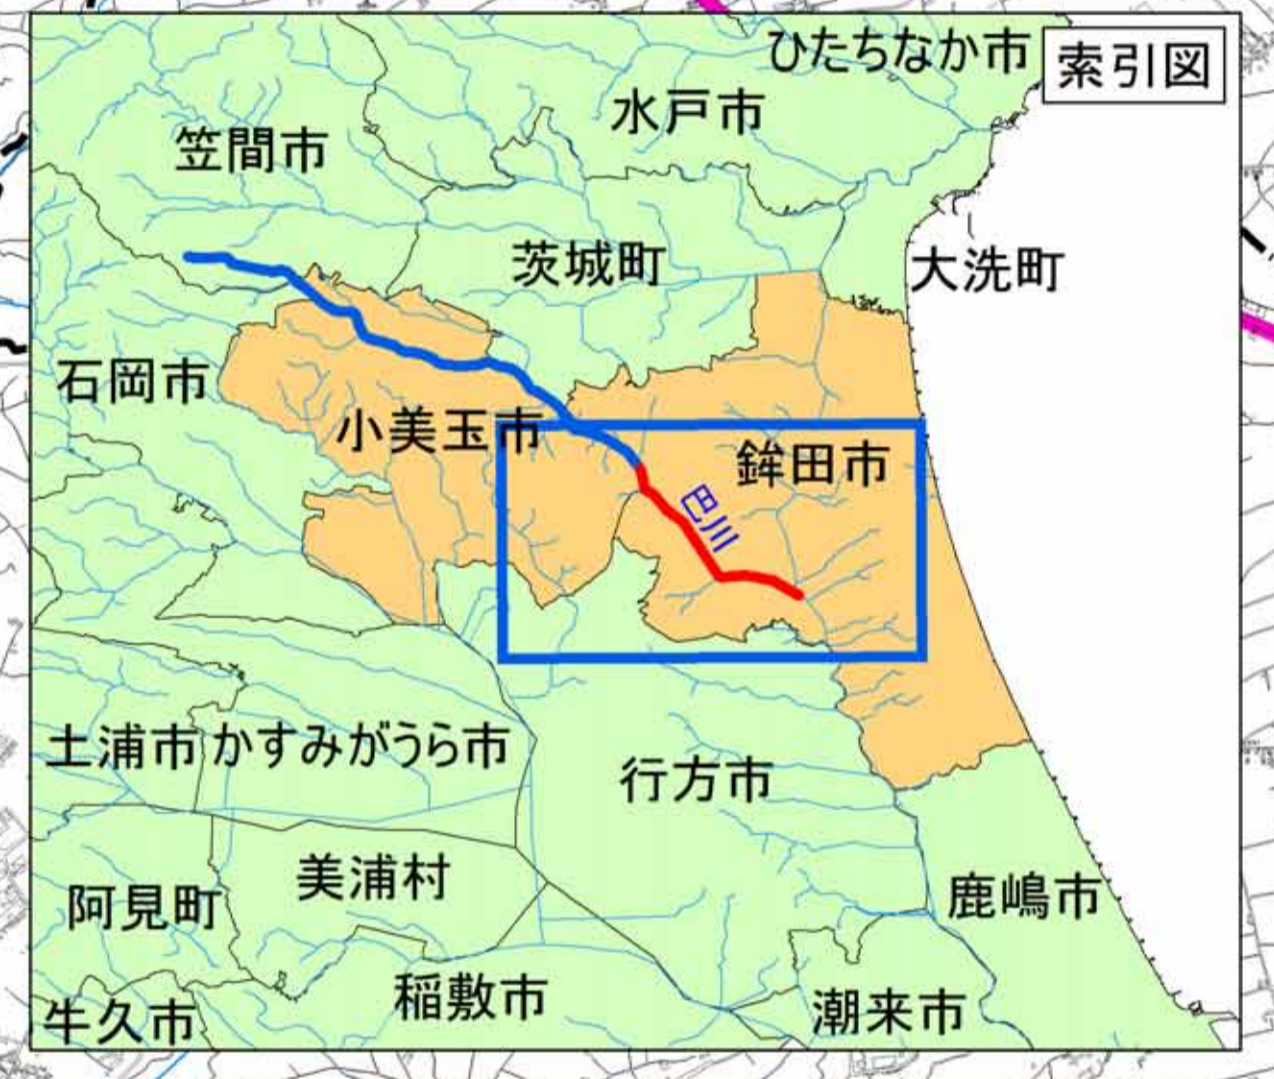 ひたちなか市
索引図
水戸市
笠間市
茨城町
大洗町
石岡市
小美玉市
鉾田市
巴川
土浦市
かすみがうら市
行方市
美浦村
阿見町
鹿嶋市
稲敷市
潮来市
牛久市